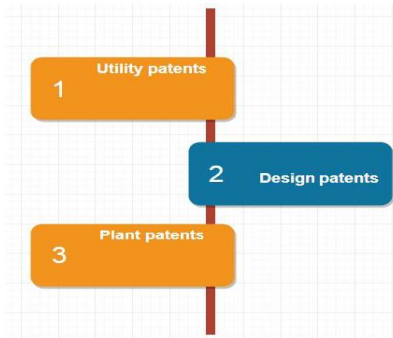 Utility patents
1
2
Design patents
Plant patents
3